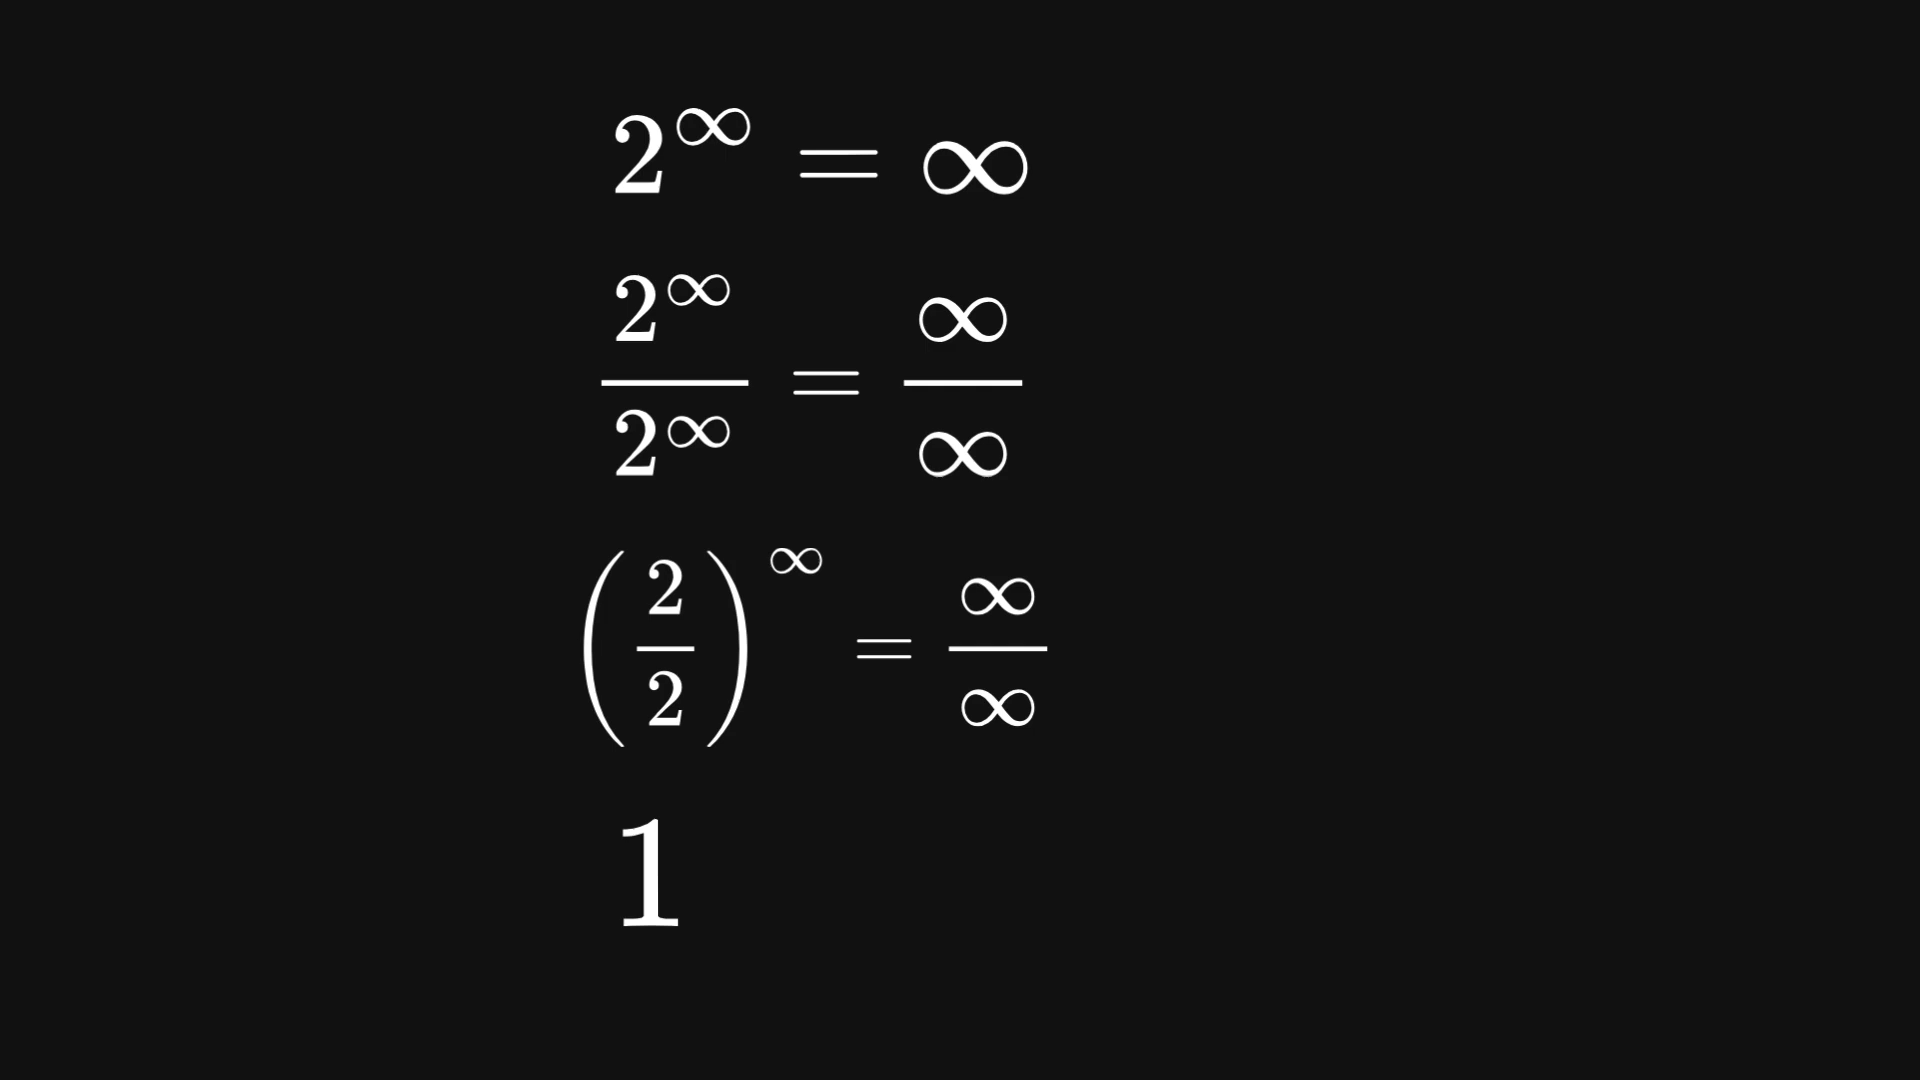 2^∞ = ∞
2^∞/2^∞ = ∞/∞
(2/2)^∞ = ∞/∞
1